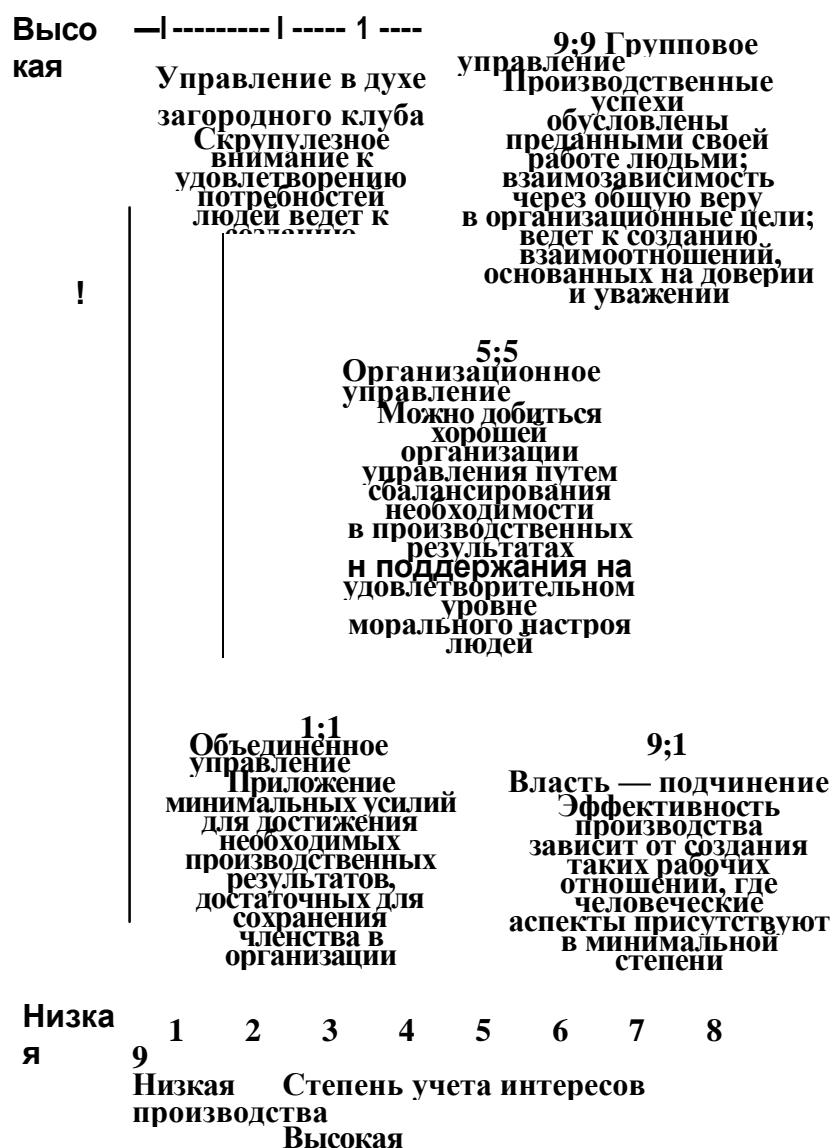 Высо
кая
—I --------- I ----- 1 ----
Управление в духе
загородного клуба
Скрупулезное
внимание к
удовлетворению
потребностей
людей ведет к
созданию
9;9 Групповое
управление
Производственные
успехи
обусловлены
преданными своей
работе людьми;
взаимозависимость
через общую веру
в организационные цели;
ведет к созданию
взаимоотношений,
основанных на доверии
и уважении
!
5;5
Организационное
управление
Можно добиться
хорошей
организации
управления путем
сбалансирования
необходимости
в производственных
результатах
н поддержания на
удовлетворительном
уровне
морального настроя
людей
1;1
Объединенное
управление
Приложение
минимальных усилий
для достижения
необходимых
производственных
результатов,
достаточных для
сохранения
членства в
организации
9;1
Власть — подчинение
Эффективность
производства
зависит от создания
таких рабочих
отношений, где
человеческие
аспекты присутствуют
в минимальной
степени
Низка
я
1 2 3 4 5 6 7 8
9
Низкая Степень учета интересов
производства
Высокая